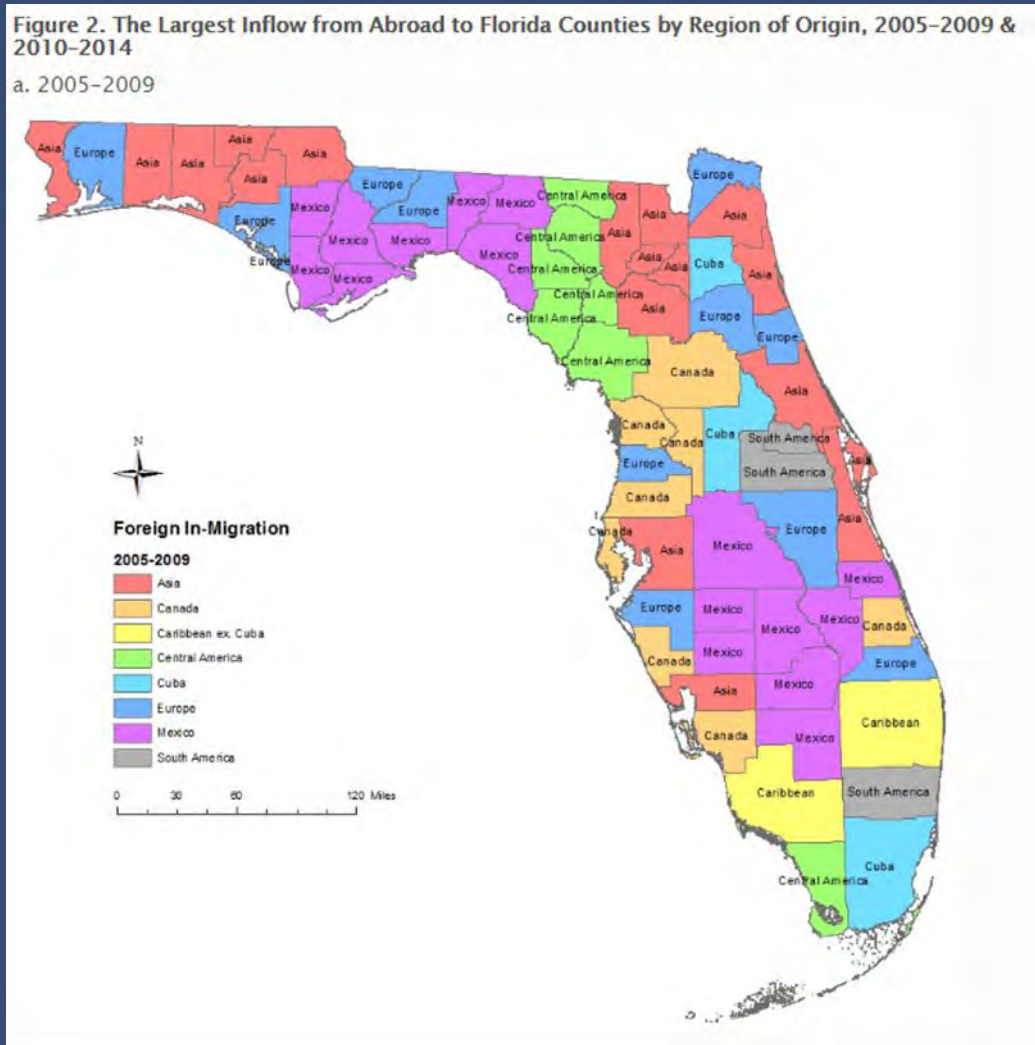 Figure 2. The Largest Inflow from Abroad to Florida Counties by Region of Origin, 2005–2009 &
2010–2014
a. 2005–2009
Asia
Europe
Asia
Asia
Asia
Asia
Asia
Europe
Europe
Mexico
Mexico
Mexico
Mexico
Europe
Europe
Mexico
Mexico
Mexico
Mexico
Central America
Central America
Central America
Central America
Central America
Central America
Asia
Asia
Asia
Asia
Asia
Europe
Asia
Cuba
Asia
Europe
Europe
Canada
Asia
Canada
Canada
Cuba
South America
South America
Asia
Asia
Europe
Canada
Canada
Asia
Mexico
Europe
Mexico
Europe
Mexico
Mexico
Mexico
Canada
Canada
Mexico
Europe
Asia
Mexico
Canada
Mexico
Caribbean
Caribbean
South America
Cuba
Central America
N
Foreign In-Migration
2005-2009
Asia
Canada
Caribbean ex. Cuba
Central America
Cuba
Europe
Mexico
South America
0 30 60 120 Miles